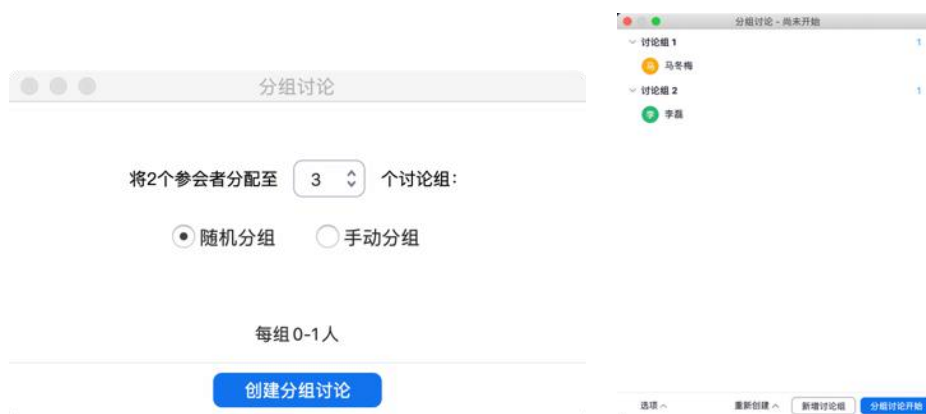 分组讨论
将2个参会者分配至 3 个讨论组:
随机分组 手动分组
每组0-1人
创建分组讨论
分组讨论 - 尚未开始
讨论组 1 1
马 马冬梅
讨论组 2 1
李磊
选项 重新创建 新增讨论组 分组讨论开始